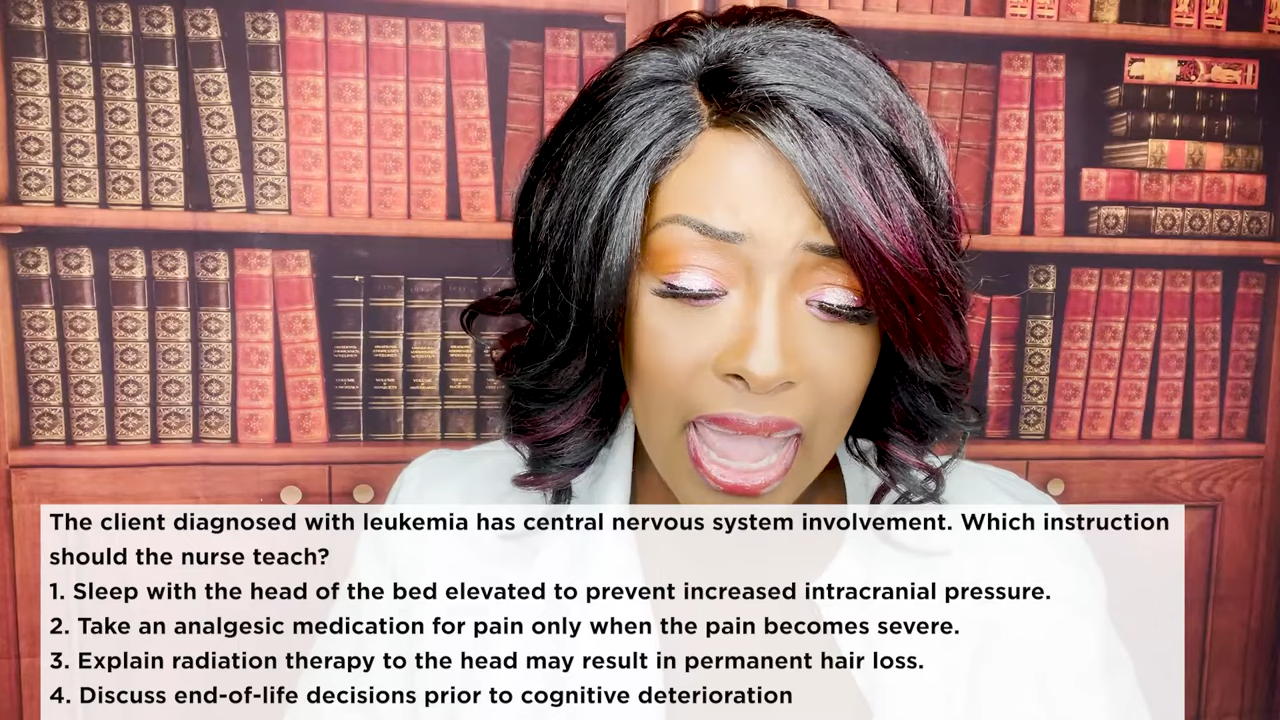 The client diagnosed with leukemia has central nervous system involvement. Which instruction
should the nurse teach?
1. Sleep with the head of the bed elevated to prevent increased intracranial pressure.
2. Take an analgesic medication for pain only when the pain becomes severe.
3. Explain radiation therapy to the head may result in permanent hair loss.
4. Discuss end-of-life decisions prior to cognitive deterioration